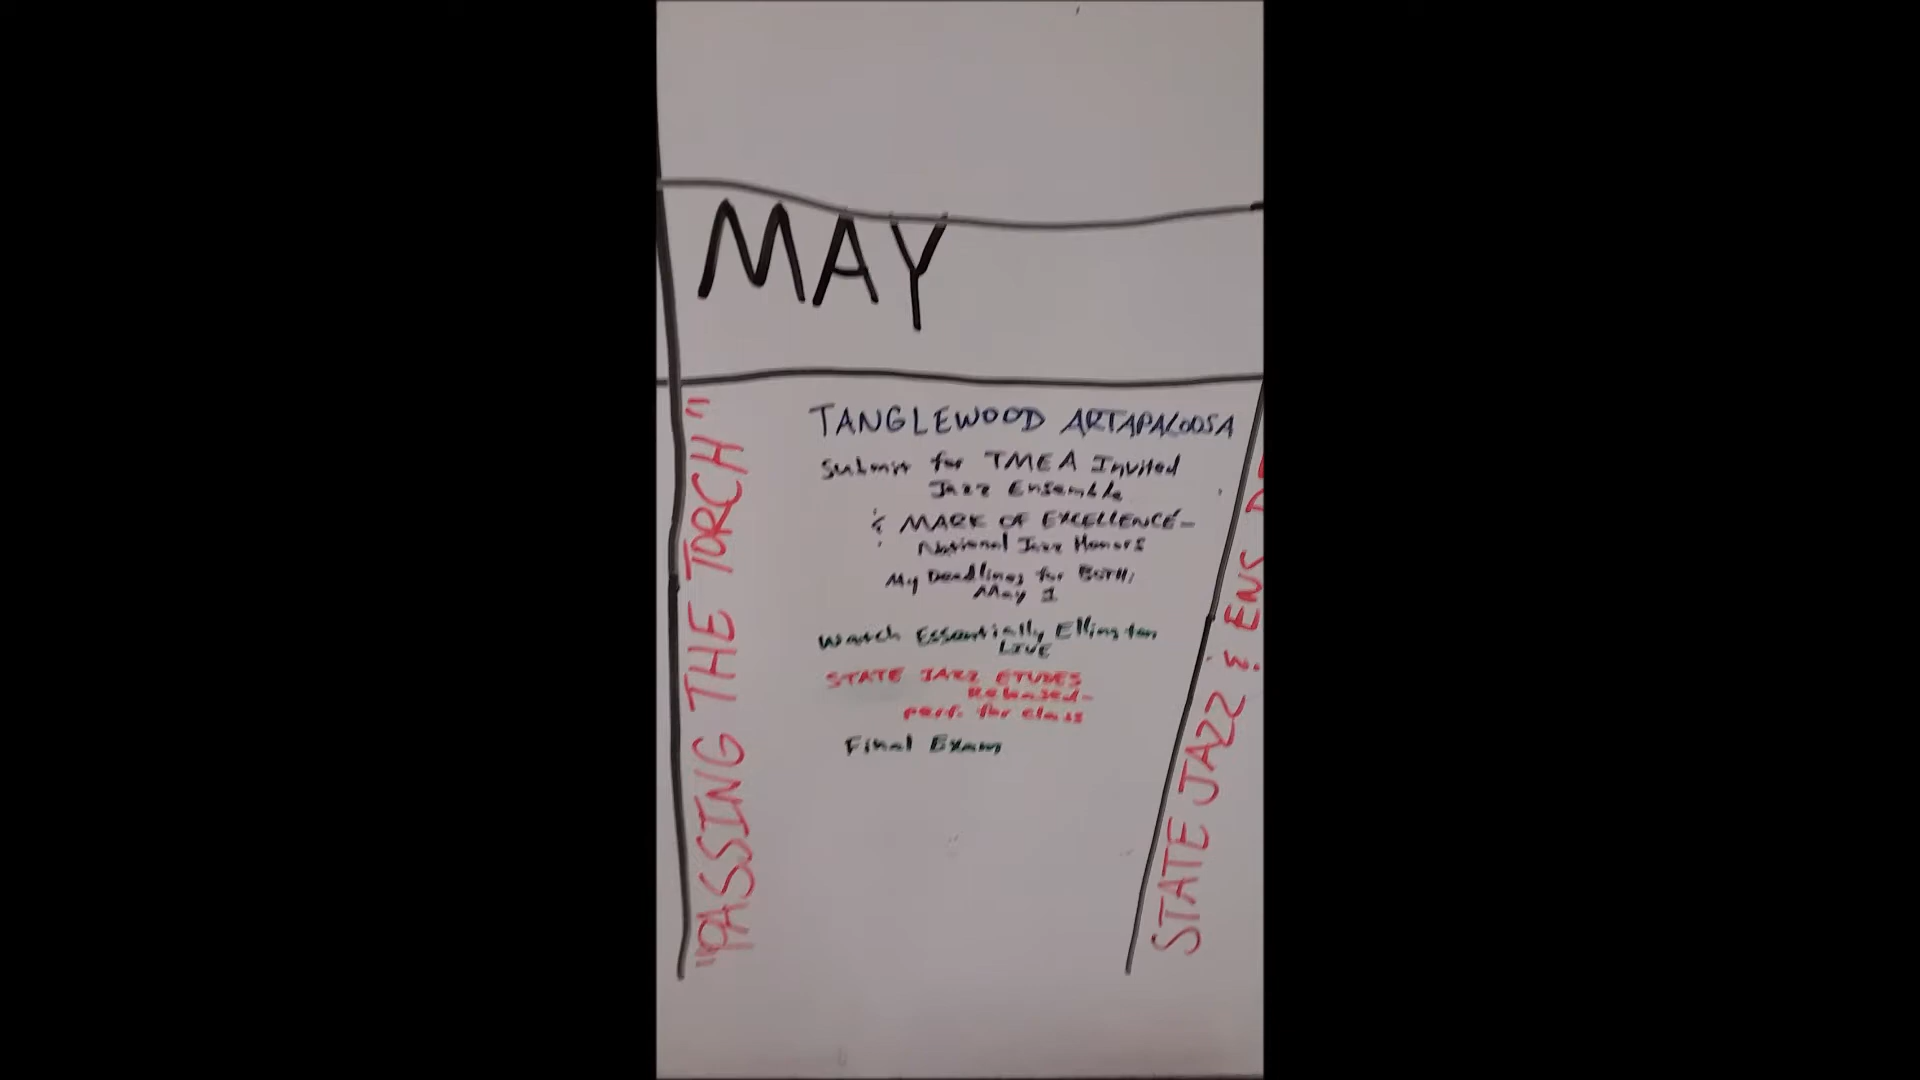 MAY
"PASSING THE TORCH"
TANGLEWOOD ARTAPALOOSA
Submit for TMEA Invited
Jazz Ensemble
& MARK OF EXCELLENCE-
National Jazz Honors
My Deadlines for BOTH:
May 1
Watch Essentially Ellington
LIVE
STATE JAZZ ETUDES
Released-
perf. for class
Final Exam
STATE JAZZ & ENS